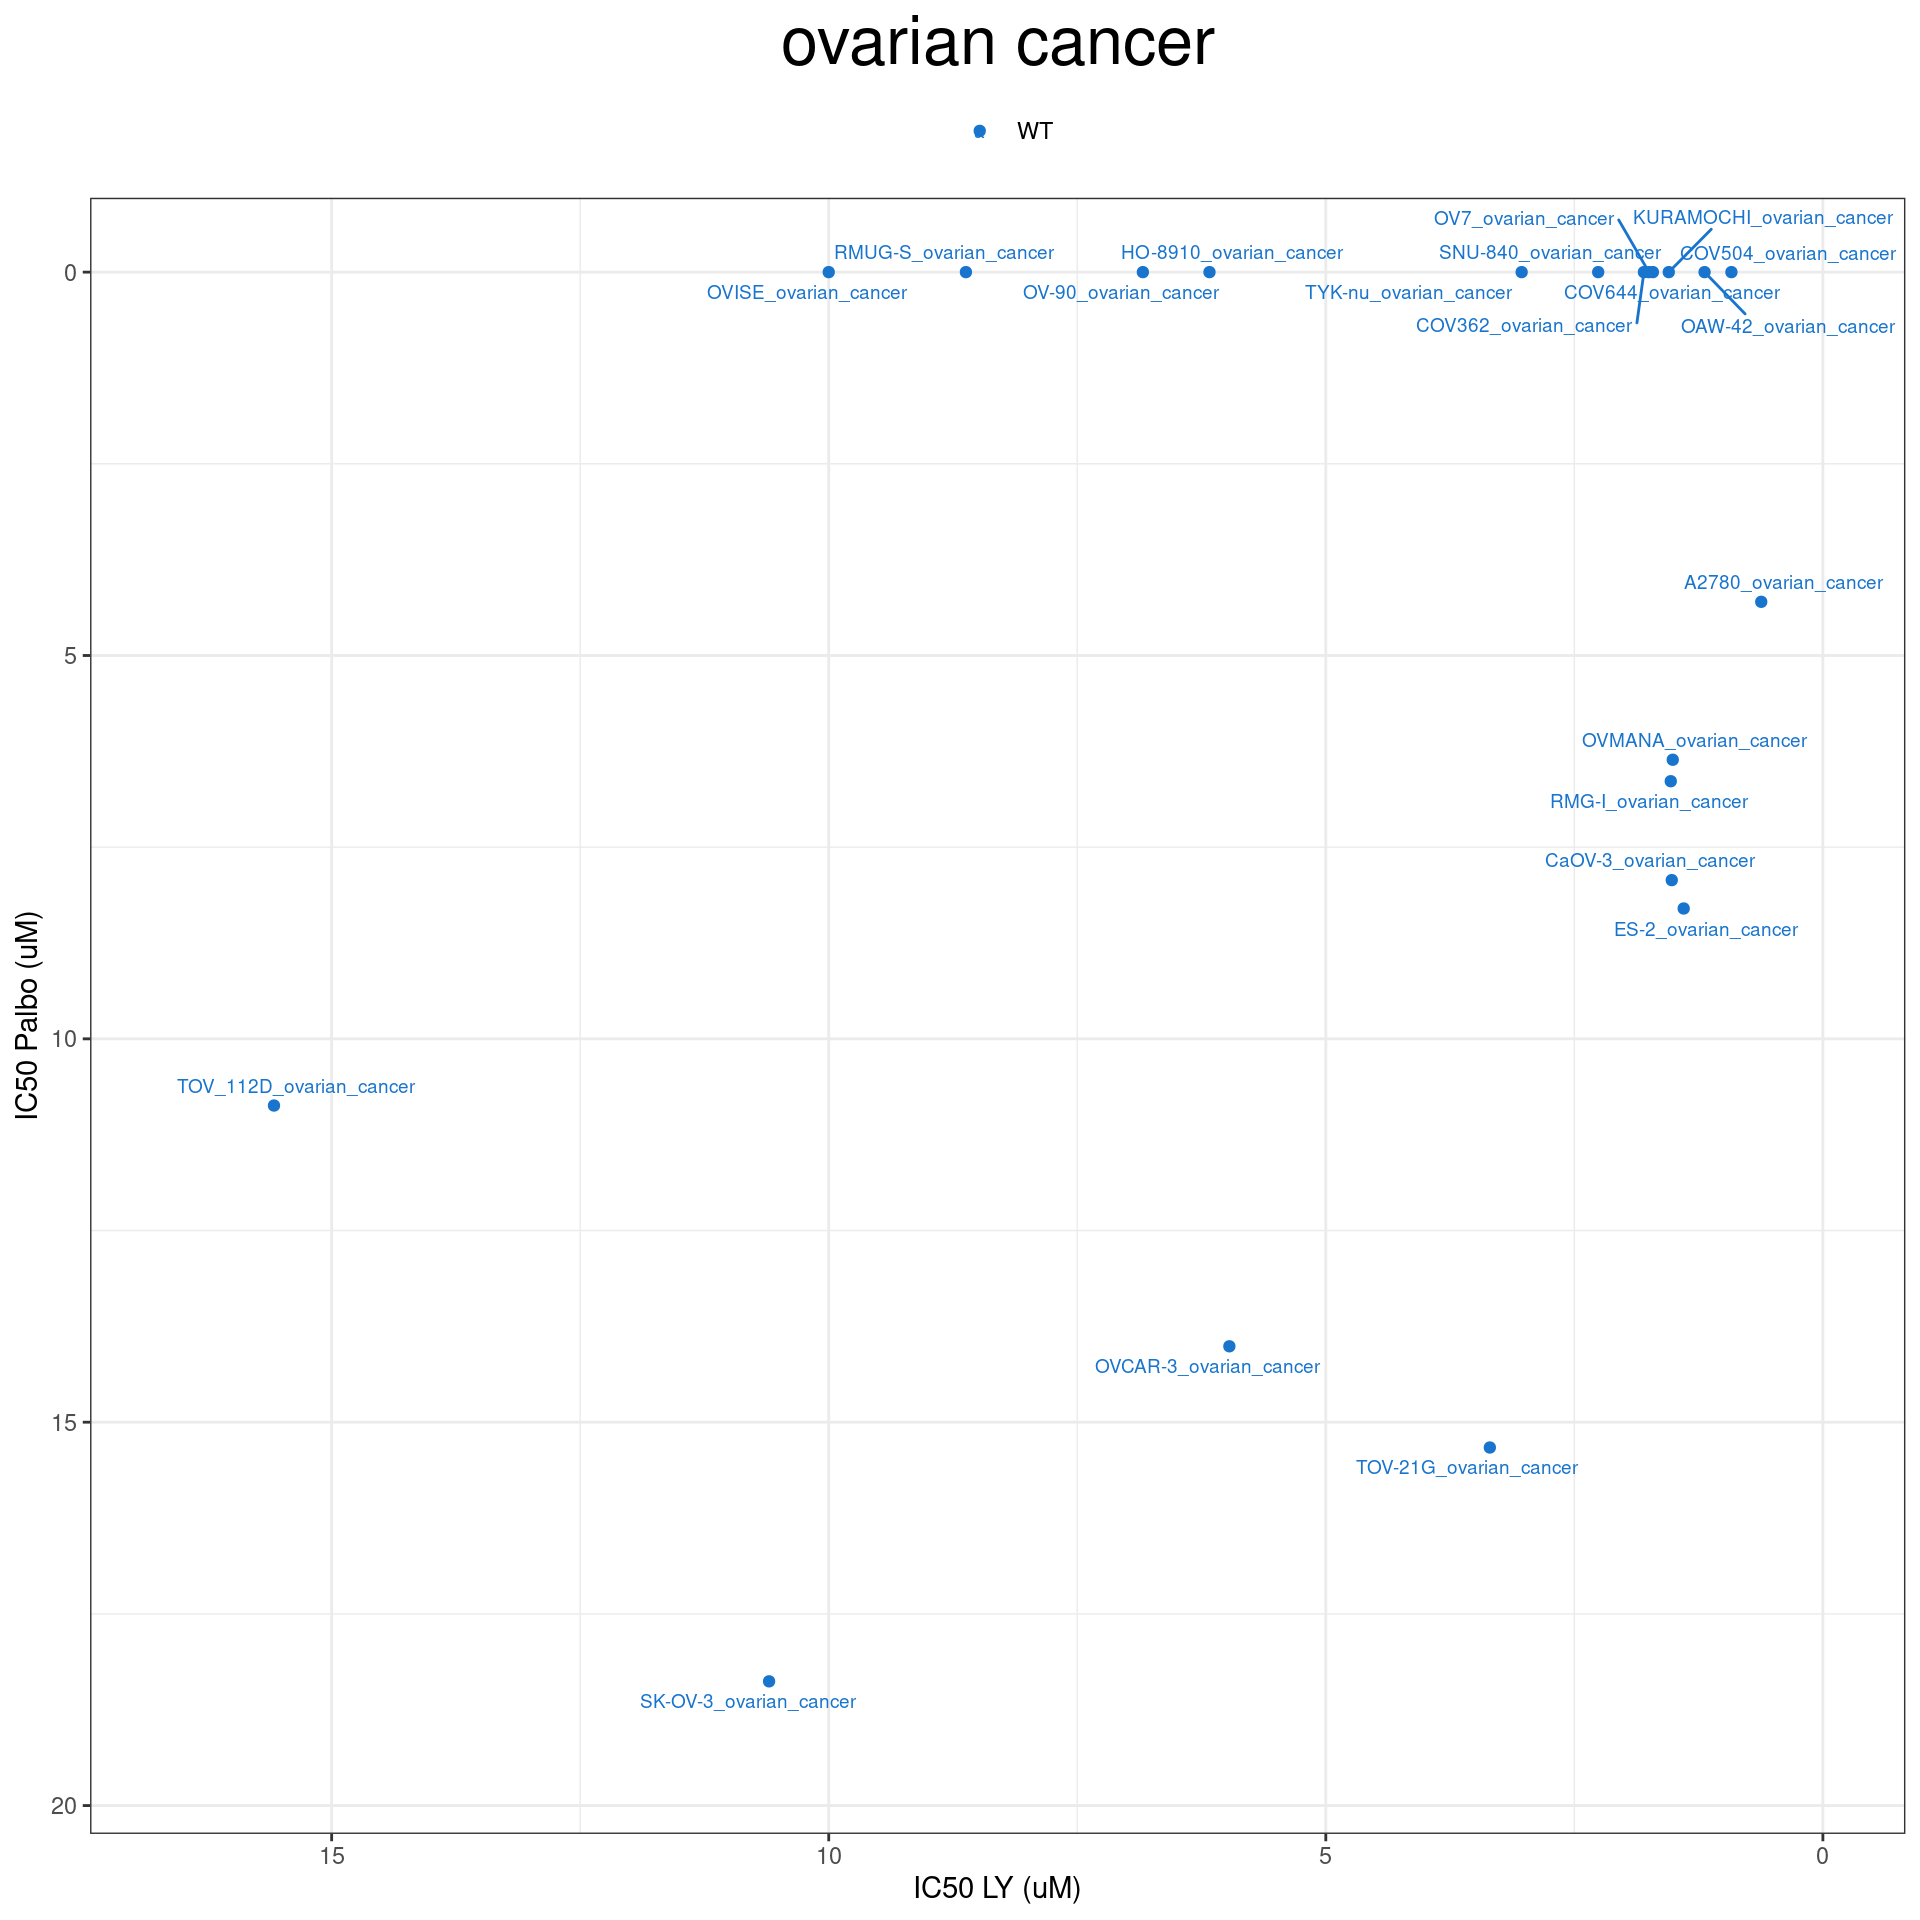 ovarian cancer
WT
OV7_ovarian_cancer
KURAMOCHI_ovarian_cancer
RMUG-S_ovarian_cancer
HO-8910_ovarian_cancer
SNU-840_ovarian_cancer
COV504_ovarian_cancer
OVISE_ovarian_cancer
OV-90_ovarian_cancer
TYK-nu_ovarian_cancer
COV644_ovarian_cancer
COV362_ovarian_cancer
OAW-42_ovarian_cancer
A2780_ovarian_cancer
OVMANA_ovarian_cancer
RMG-I_ovarian_cancer
CaOV-3_ovarian_cancer
ES-2_ovarian_cancer
TOV_112D_ovarian_cancer
OVCAR-3_ovarian_cancer
TOV-21G_ovarian_cancer
SK-OV-3_ovarian_cancer
0
5
10
15
20
IC50 Palbo (uM)
15
10
5
0
IC50 LY (uM)